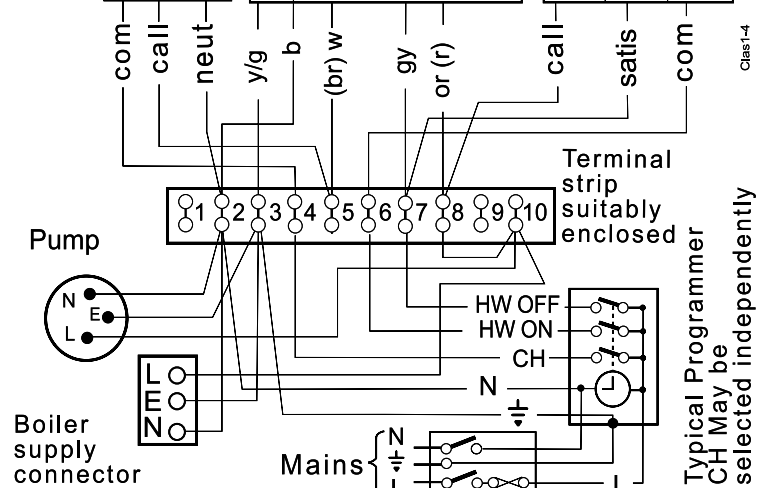 com call neut y/g b (br) w gy or (r) call satis com
Clas1-4
1 2 3 4 5 6 7 8 9 10
Terminal
strip
suitably
enclosed
Pump
N
E
L
HW OFF
HW ON
CH
N
L
E
N
Boiler
supply
connector
Mains
N
L
Typical Programmer
CH May be
selected independently